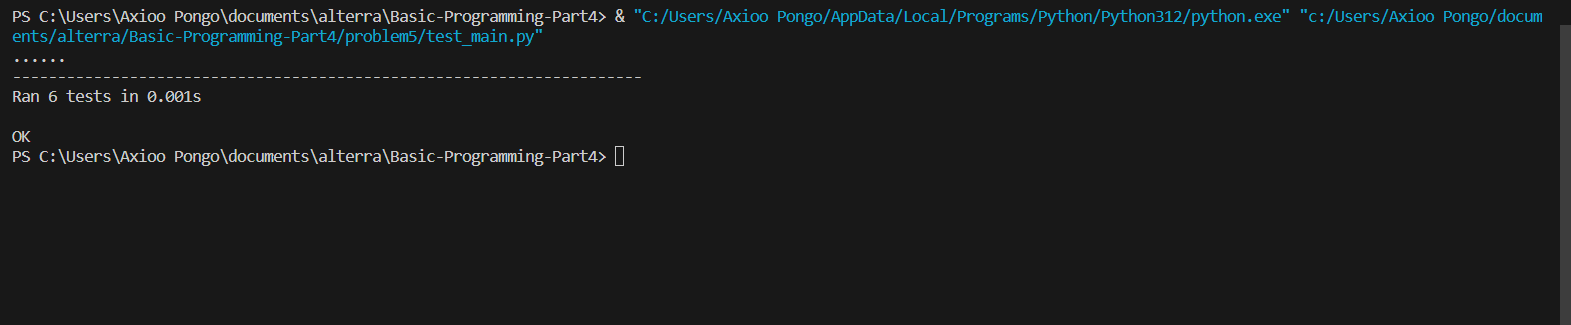 PS C:\Users\Axioo Pongo\documents\alterra\Basic-Programming-Part4> & "C:/Users/Axioo Pongo/AppData/Local/Programs/Python/Python312/python.exe" "c:/Users/Axioo Pongo/docum
ents/alterra/Basic-Programming-Part4/problem5/test_main.py"
......
----------------------------------------------------------------------
Ran 6 tests in 0.001s
OK
PS C:\Users\Axioo Pongo\documents\alterra\Basic-Programming-Part4>